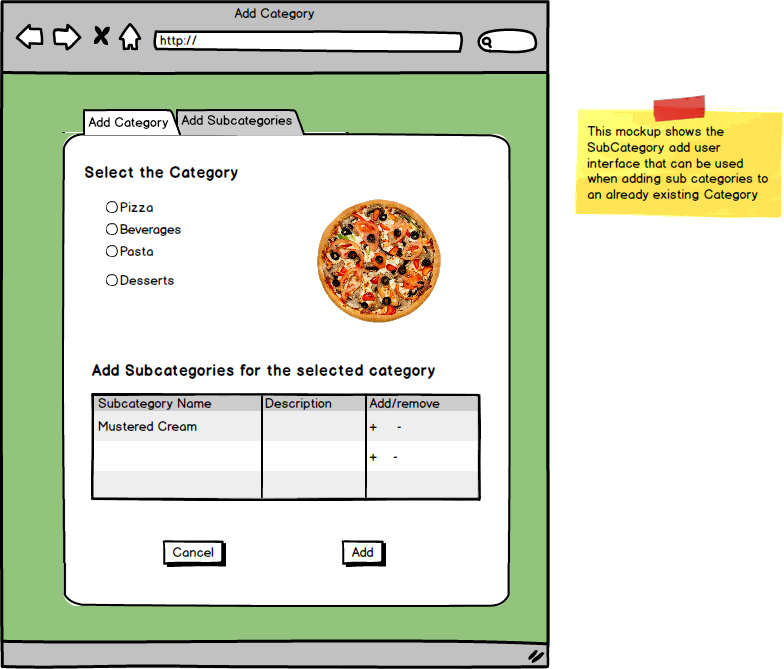 Add Category
http://
Add Category
Add Subcategories
This mockup shows the
SubCategory add user
interface that can be used
when adding sub categories to
an already existing Category
Select the Category
Pizza
Beverages
Pasta
Desserts
Add Subcategories for the selected category
Subcategory Name Description Add/remove
Mustered Cream + -
+ -
Cancel Add